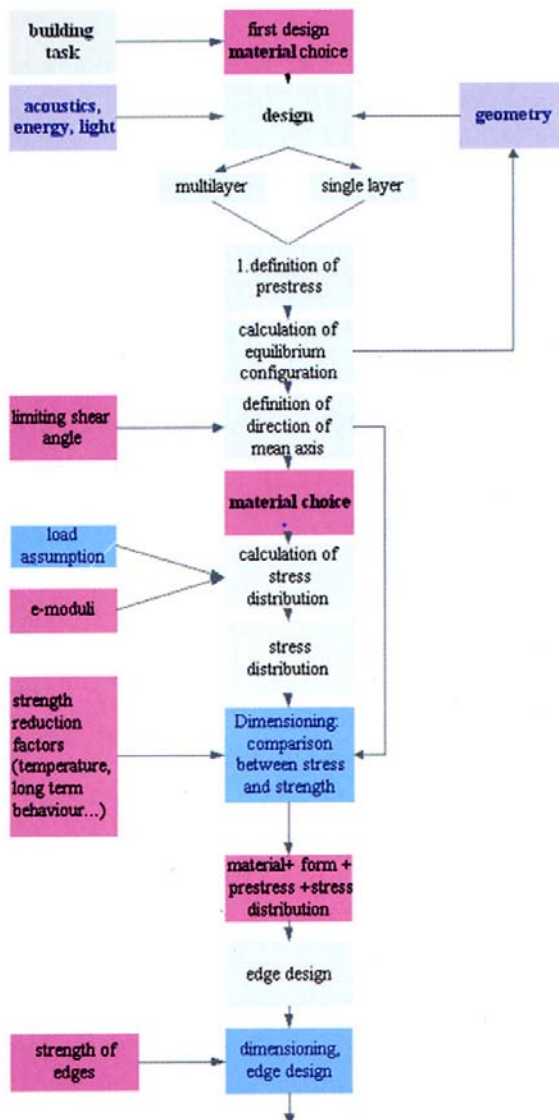 building
task
first design
material choice
acoustics,
energy, light
design
geometry
multilayer
single layer
1.definition of
prestress
calculation of
equilibrium
configuration
limiting shear
angle
definition of
direction of
mean axis
material choice
load
assumption
calculation of
stress
distribution
e-moduli
stress
distribution
strength
reduction
factors
(temperature,
long term
behaviour...)
Dimensioning:
comparison
between stress
and strength
material+ form +
prestress +stress
distribution
edge design
strength of
edges
dimensioning,
edge design